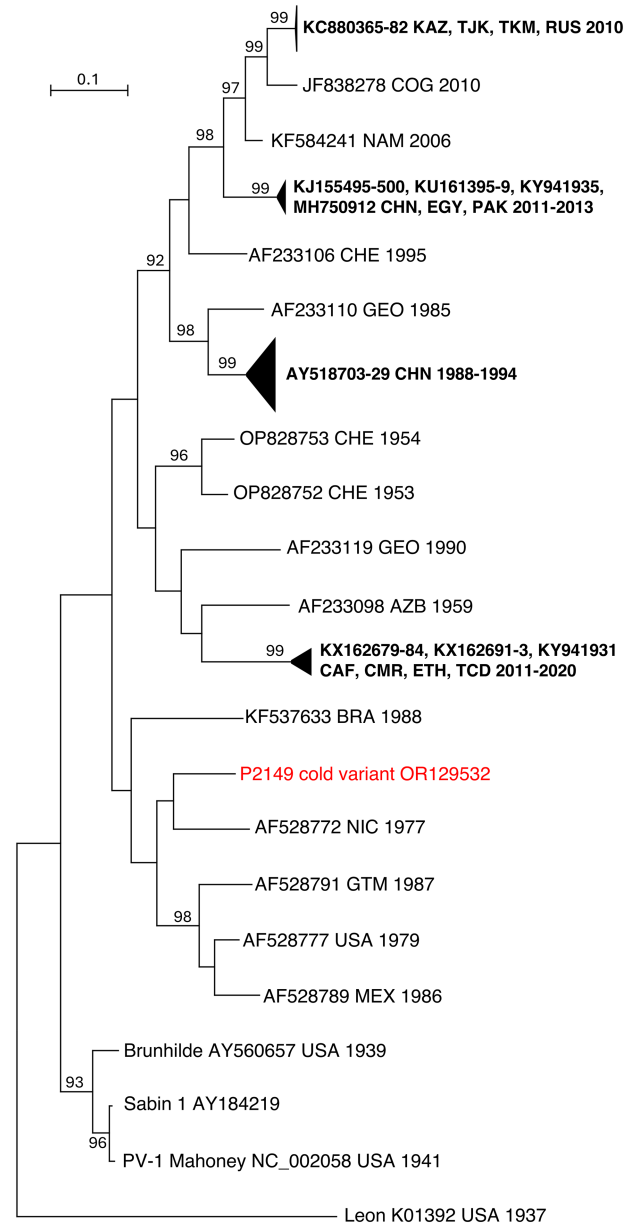 99
KC880365-82 KAZ, TJK, TKM, RUS 2010
99
0.1
JF838278 COG 2010
97
98
KF584241 NAM 2006
99
KJ155495-500, KU161395-9, KY941935,
MH750912 CHN, EGY, PAK 2011-2013
92
AF233106 CHE 1995
AF233110 GEO 1985
98
99
AY518703-29 CHN 1988-1994
OP828753 CHE 1954
96
OP828752 CHE 1953
AF233119 GEO 1990
AF233098 AZB 1959
99
KX162679-84, KX162691-3, KY941931
CAF, CMR, ETH, TCD 2011-2020
KF537633 BRA 1988
P2149 cold variant OR129532
AF528772 NIC 1977
AF528791 GTM 1987
98
AF528777 USA 1979
AF528789 MEX 1986
Brunhilde AY560657 USA 1939
93
Sabin 1 AY184219
96
PV-1 Mahoney NC_002058 USA 1941
Leon K01392 USA 1937